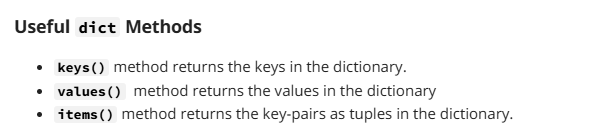 Useful dict Methods
• keys() method returns the keys in the dictionary.
• values() method returns the values in the dictionary
• items() method returns the key-pairs as tuples in the dictionary.